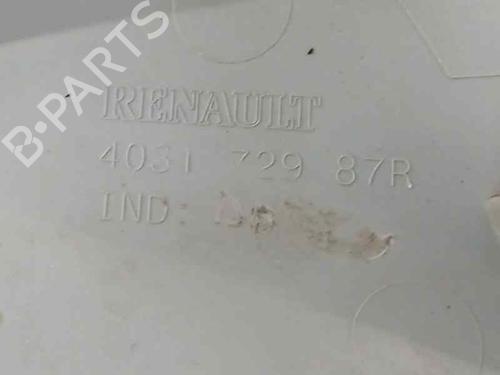 B-PARTS
RENAULT
4031 729 87R
IND: